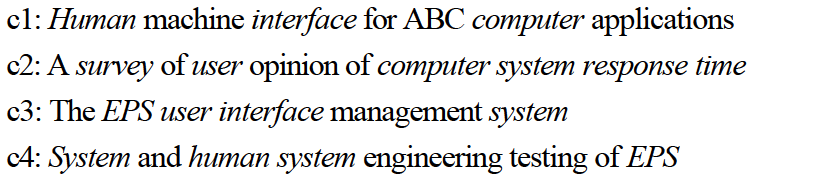 c1: Human machine interface for ABC computer applications
c2: A survey of user opinion of computer system response time
c3: The EPS user interface management system
c4: System and human system engineering testing of EPS